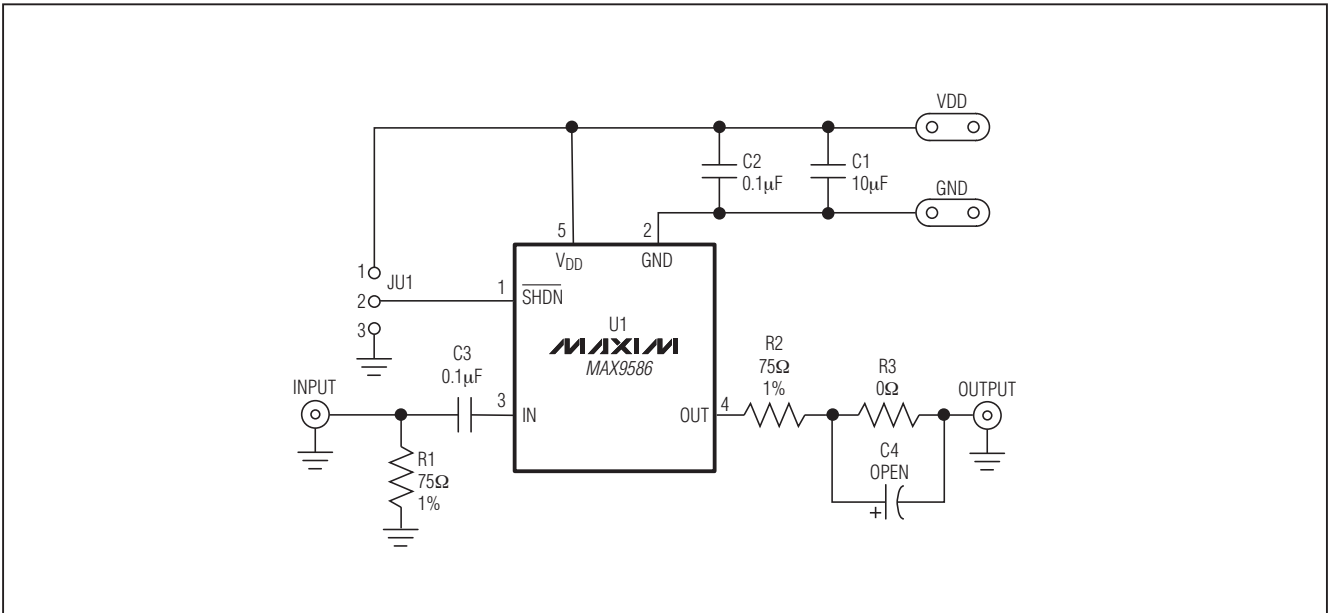 VDD
C2
0.1µF
C1
10µF
GND
5
2
VDD
GND
1
JU1
2
3
1
SHDN
U1
MAXIM
MAX9586
C3
0.1µF
INPUT
3
IN
R1
75Ω
1%
OUT
4
R2
75Ω
1%
R3
0Ω
OUTPUT
C4
OPEN
+